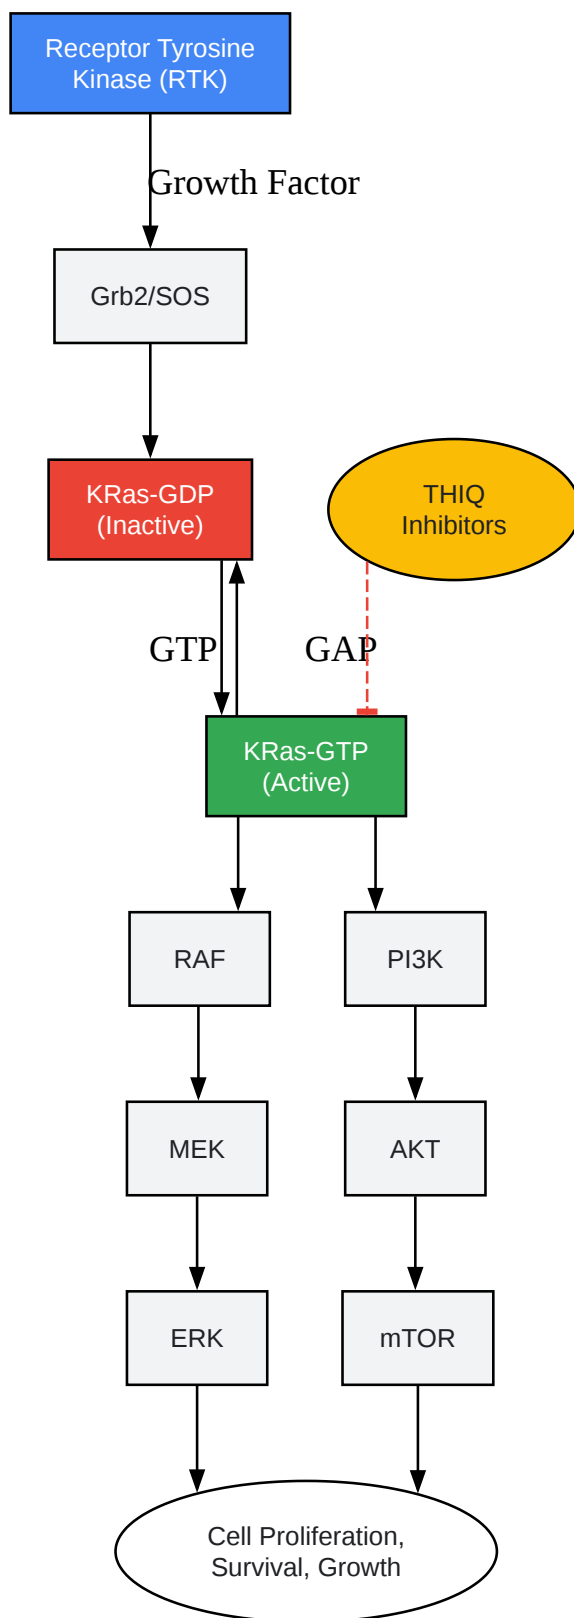 Receptor Tyrosine
Kinase (RTK)
Growth Factor
Grb2/SOS
KRas-GDP
(Inactive)
THIQ
Inhibitors
GTP
GAP
KRas-GTP
(Active)
RAF
PI3K
MEK
AKT
ERK
mTOR
Cell Proliferation,
Survival, Growth